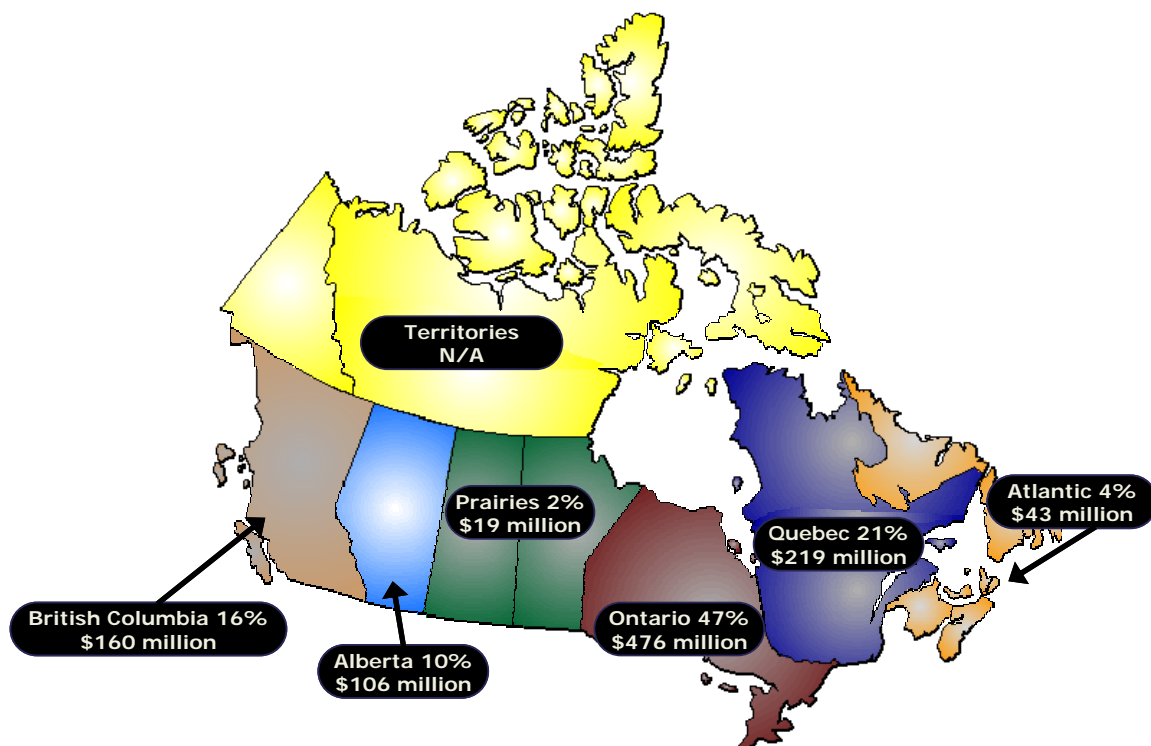 Territories
N/A
Prairies 2%
$19 million
Atlantic 4%
$43 million
Quebec 21%
$219 million
British Columbia 16%
$160 million
Ontario 47%
$476 million
Alberta 10%
$106 million